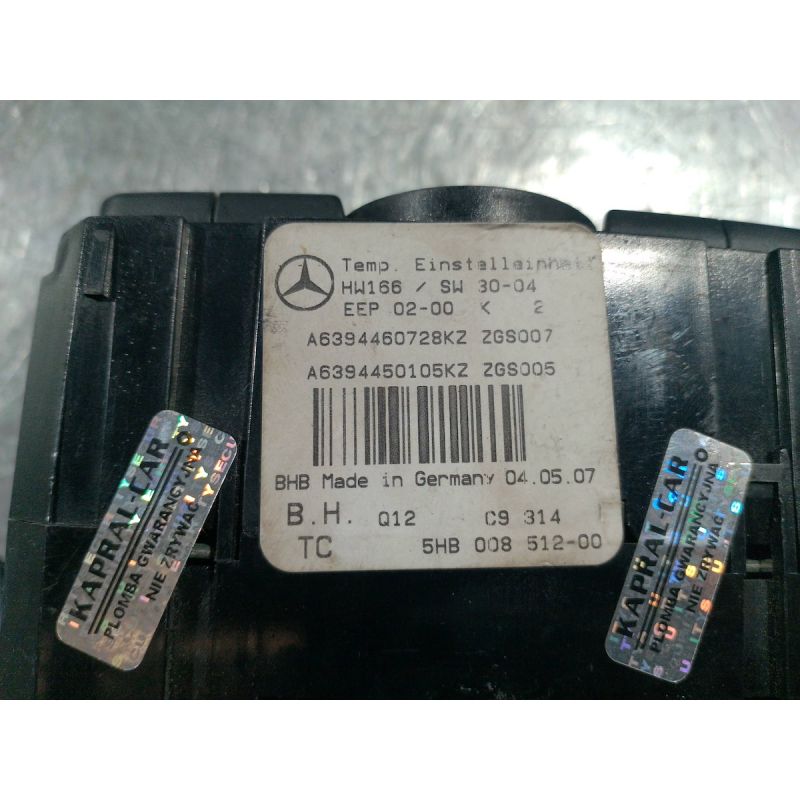 Temp. Einstelleinheit
HW166 / SW 30-04
EEP 02-00 K 2
A6394460728KZ ZGS007
A6394450105KZ ZGS005
BHB Made in Germany 04.05.07
B.H. Q12 C9 314
TC 5HB 008 512-00
KAPRAL-CAR
PLOMBA GWARANCYJNA
NIE ZRYWAĆ
KAPRAL-CAR
PLOMBA GWARANCYJNA
NIE ZRYWAĆ